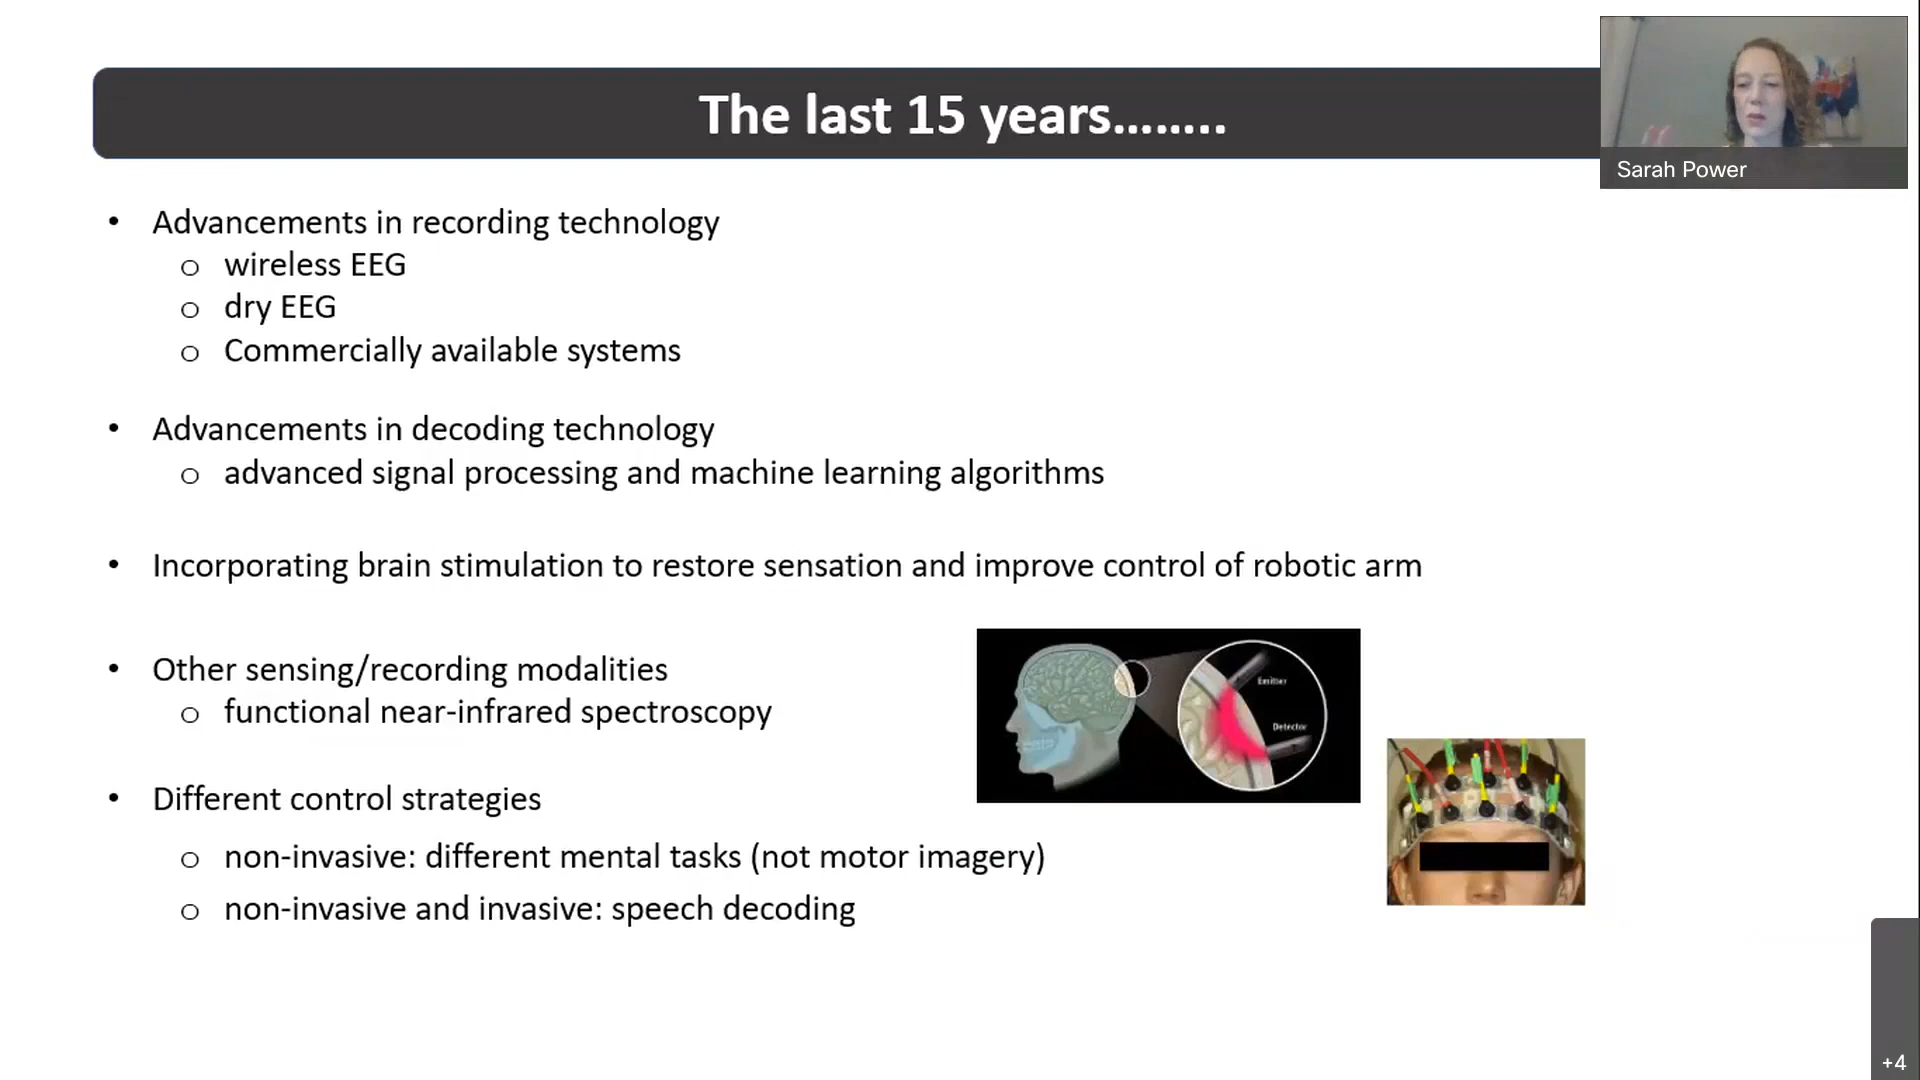 The last 15 years........
Sarah Power
• Advancements in recording technology
o wireless EEG
o dry EEG
o Commercially available systems
• Advancements in decoding technology
o advanced signal processing and machine learning algorithms
• Incorporating brain stimulation to restore sensation and improve control of robotic arm
• Other sensing/recording modalities
o functional near-infrared spectroscopy
Emitter
Detector
• Different control strategies
o non-invasive: different mental tasks (not motor imagery)
o non-invasive and invasive: speech decoding
+4